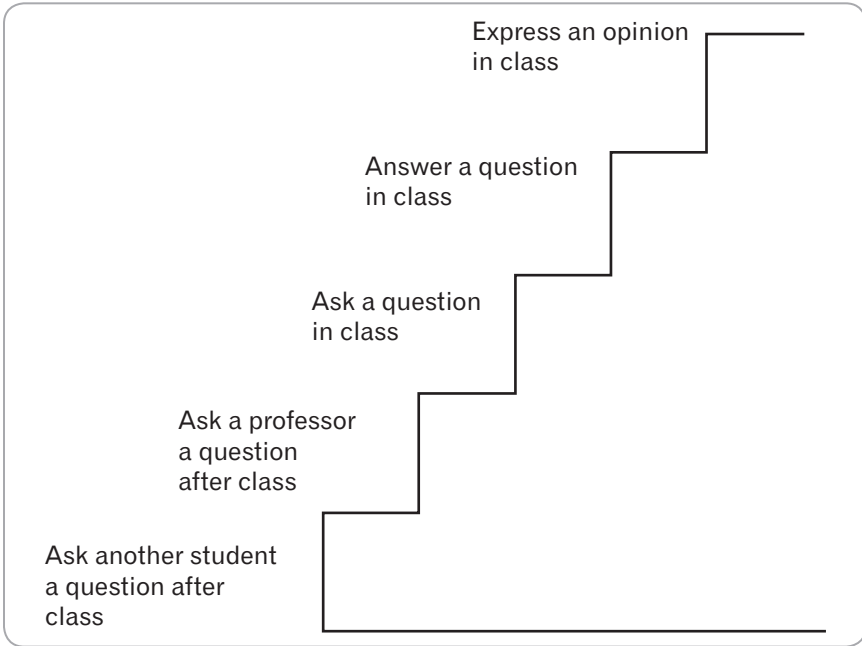 Express an opinion
in class
Answer a question
in class
Ask a question
in class
Ask a professor
a question
after class
Ask another student
a question after
class